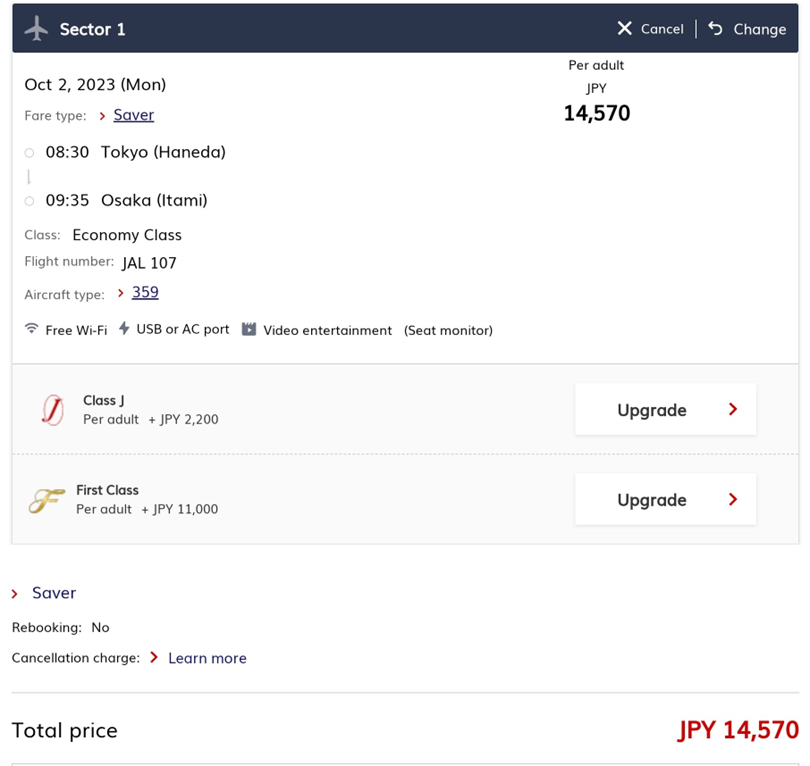 Sector 1
Cancel
Change
Per adult
JPY
14,570
Oct 2, 2023 (Mon)
Fare type: Saver
08:30 Tokyo (Haneda)
09:35 Osaka (Itami)
Class: Economy Class
Flight number: JAL 107
Aircraft type: 359
Free Wi-Fi USB or AC port Video entertainment (Seat monitor)
J
Class J
Per adult + JPY 2,200
Upgrade
F
First Class
Per adult + JPY 11,000
Upgrade
Saver
Rebooking: No
Cancellation charge: Learn more
Total price JPY 14,570